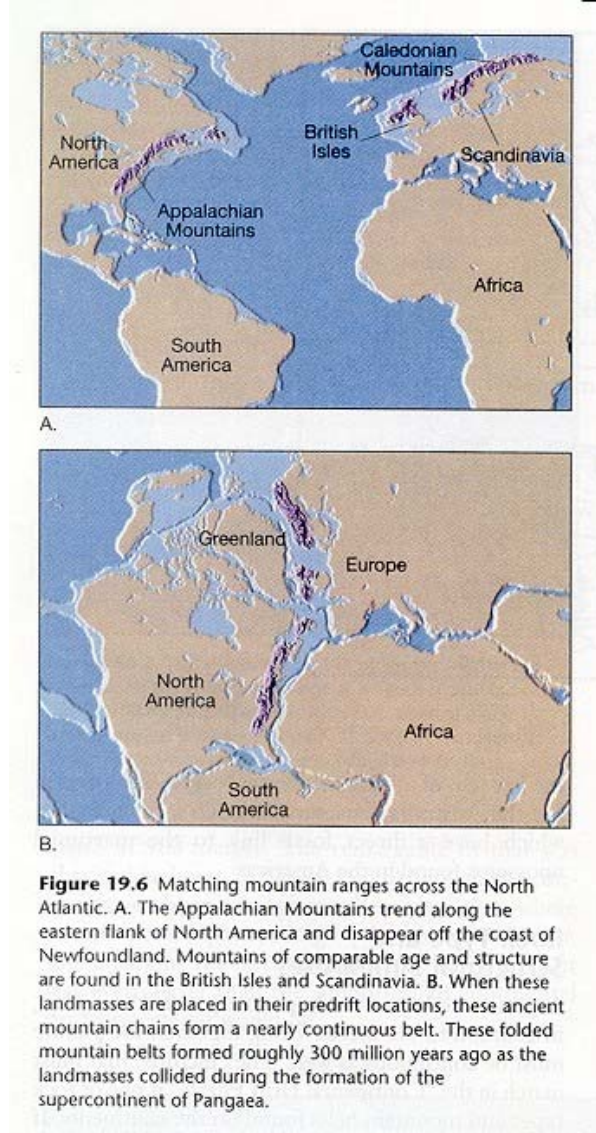 Caledonian
Mountains
North
America
British
Isles
Scandinavia
Appalachian
Mountains
Africa
South
America
A.
Greenland
Europe
North
America
Africa
South
America
B.
Figure 19.6 Matching mountain ranges across the North
Atlantic. A. The Appalachian Mountains trend along the
eastern flank of North America and disappear off the coast of
Newfoundland. Mountains of comparable age and structure
are found in the British Isles and Scandinavia. B. When these
landmasses are placed in their predrift locations, these ancient
mountain chains form a nearly continuous belt. These folded
mountain belts formed roughly 300 million years ago as the
landmasses collided during the formation of the
supercontinent of Pangaea.